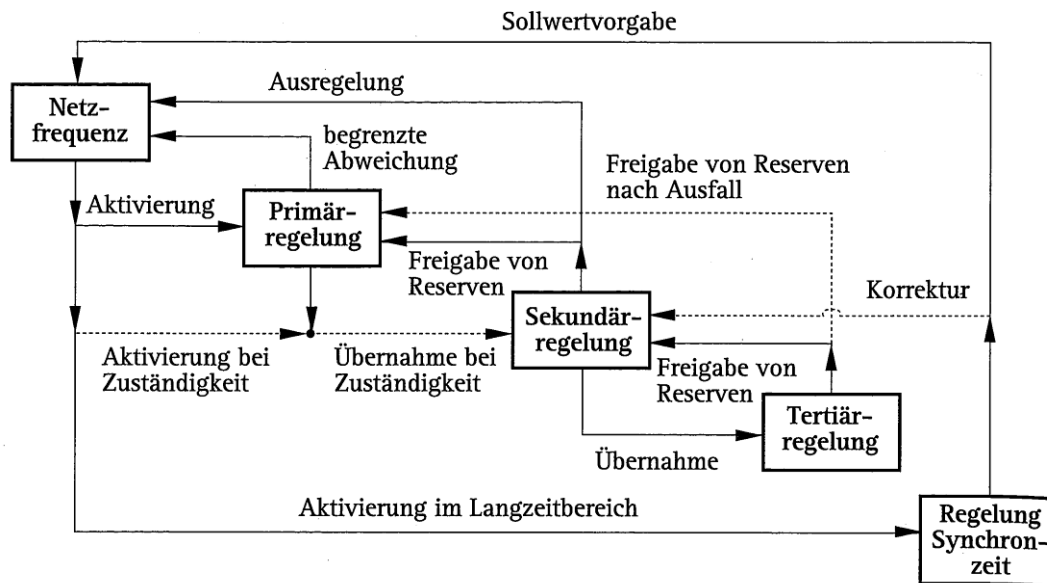 Sollwertvorgabe
Netz-
frequenz
Ausregelung
begrenzte
Abweichung
Freigabe von Reserven
nach Ausfall
Aktivierung
Primär-
regelung
Freigabe von
Reserven
Korrektur
Sekundär-
regelung
Aktivierung bei
Zuständigkeit
Übernahme bei
Zuständigkeit
Freigabe von
Reserven
Tertiär-
regelung
Übernahme
Aktivierung im Langzeitbereich
Regelung
Synchron-
zeit